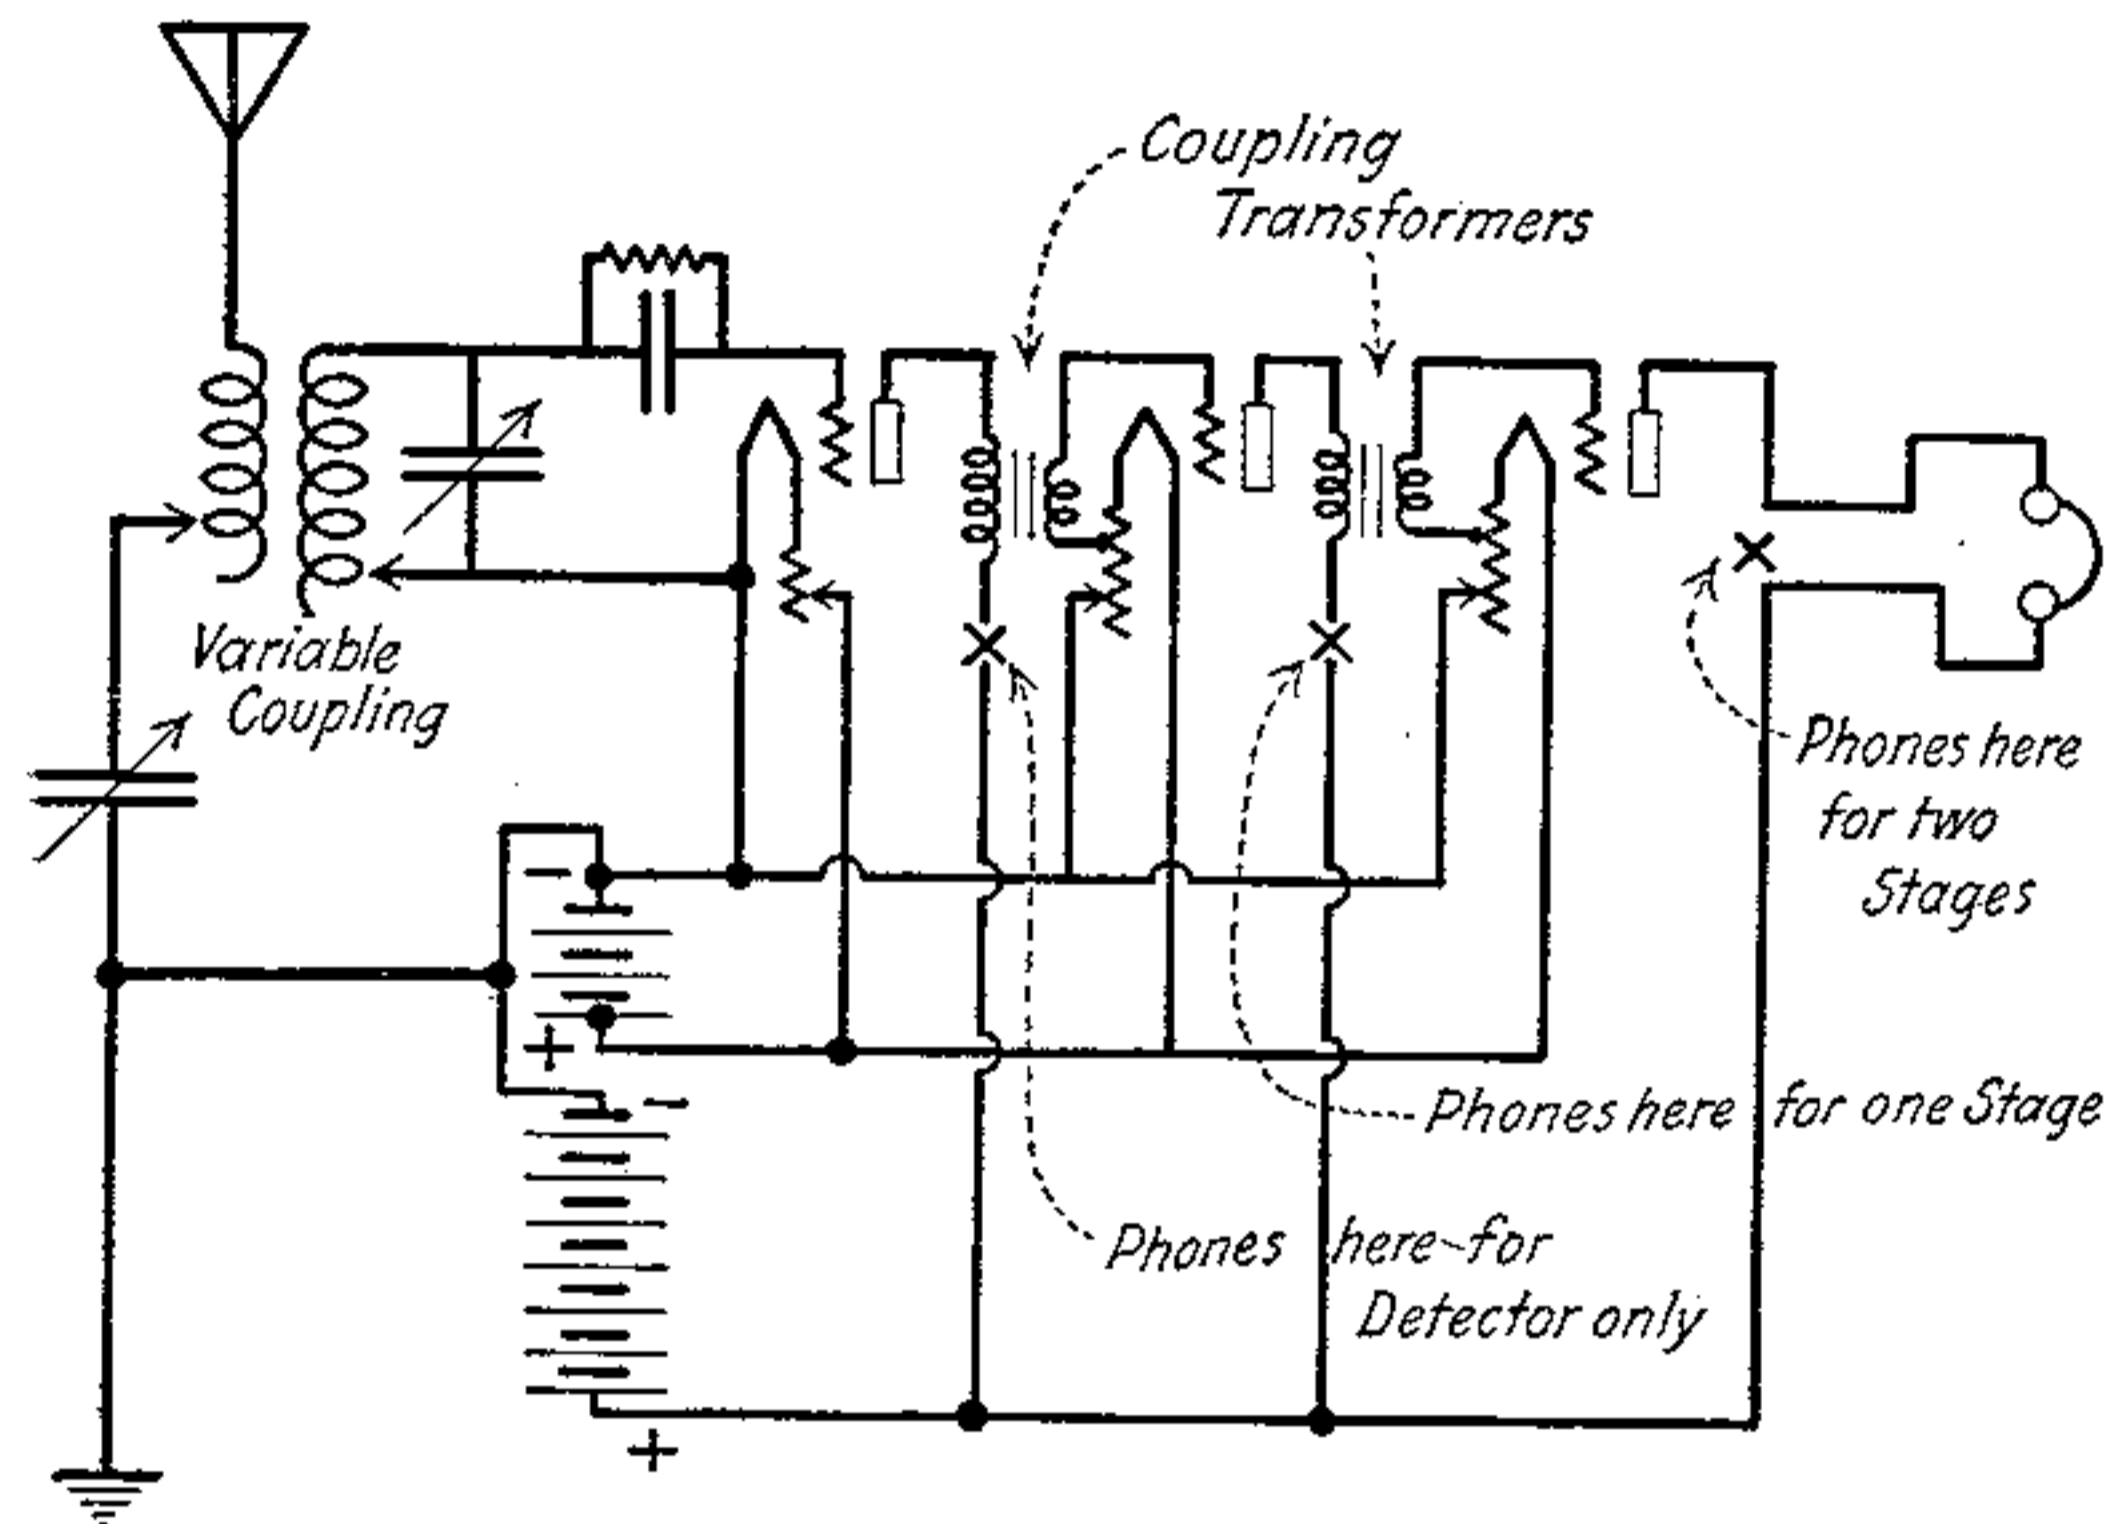 Coupling
Transformers
Variable
Coupling
Phones here
for two
Stages
Phones here for one Stage
Phones here for
Detector only